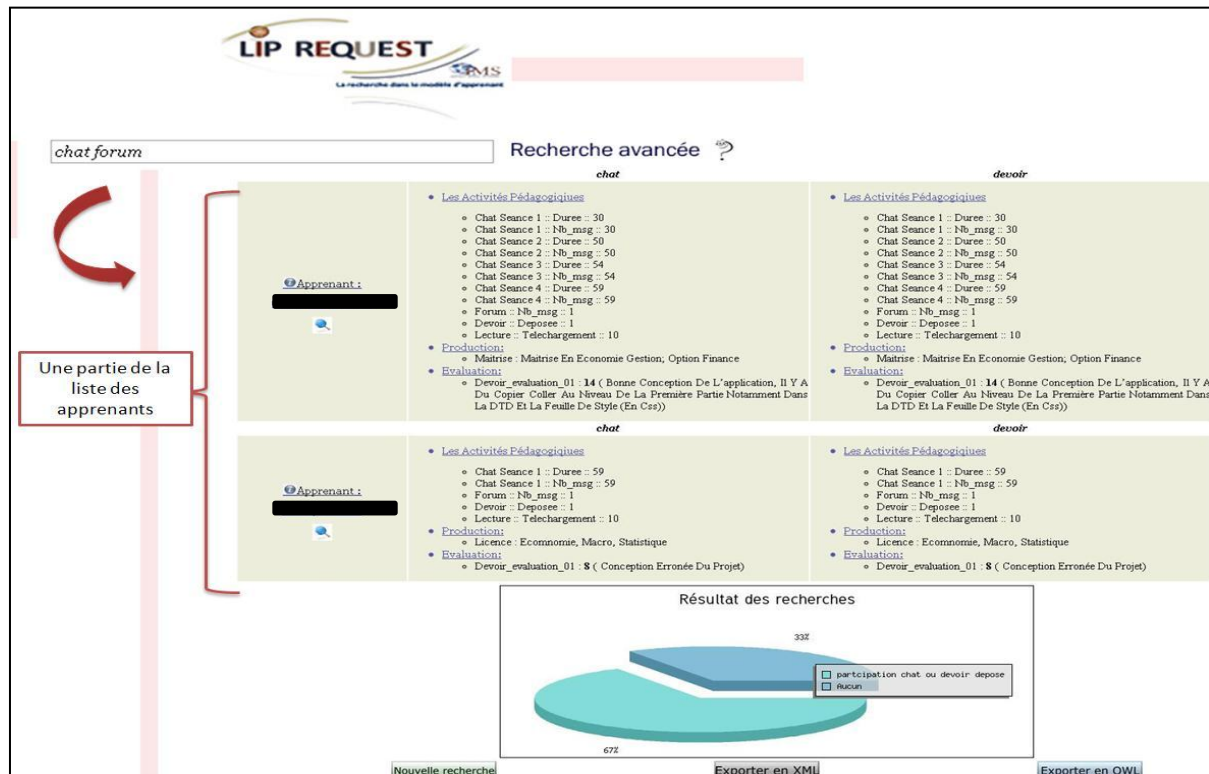 LIP REQUEST
IMS
La recherche dans le modèle d'apprenant
chat forum
Recherche avancée ?
chat
devoir
Apprenant :
• Les Activités Pédagogiqiues
Chat Seance 1 :: Duree :: 30
Chat Seance 1 :: Nb_msg :: 30
Chat Seance 2 :: Duree :: 50
Chat Seance 2 :: Nb_msg :: 50
Chat Seance 3 :: Duree :: 54
Chat Seance 3 :: Nb_msg :: 54
Chat Seance 4 :: Duree :: 59
Chat Seance 4 :: Nb_msg :: 59
Forum :: Nb_msg :: 1
Devoir :: Deposee :: 1
Lecture :: Telechargement :: 10
• Production:
Maitrise : Maitrise En Economie Gestion; Option Finance
• Evaluation:
Devoir_evaluation_01 : 14 ( Bonne Conception De L'application, Il Y A
Du Copier Coller Au Niveau De La Première Partie Notamment Dans
La DTD Et La Feuille De Style (En Css))
• Les Activités Pédagogiqiues
Chat Seance 1 :: Duree :: 30
Chat Seance 1 :: Nb_msg :: 30
Chat Seance 2 :: Duree :: 50
Chat Seance 2 :: Nb_msg :: 50
Chat Seance 3 :: Duree :: 54
Chat Seance 3 :: Nb_msg :: 54
Chat Seance 4 :: Duree :: 59
Chat Seance 4 :: Nb_msg :: 59
Forum :: Nb_msg :: 1
Devoir :: Deposee :: 1
Lecture :: Telechargement :: 10
• Production:
Maitrise : Maitrise En Economie Gestion; Option Finance
• Evaluation:
Devoir_evaluation_01 : 14 ( Bonne Conception De L'application, Il Y A
Du Copier Coller Au Niveau De La Première Partie Notamment Dans
La DTD Et La Feuille De Style (En Css))
Une partie de la
liste des
apprenants
chat
devoir
Apprenant :
• Les Activités Pédagogiqiues
Chat Seance 1 :: Duree :: 59
Chat Seance 1 :: Nb_msg :: 59
Forum :: Nb_msg :: 1
Devoir :: Deposee :: 1
Lecture :: Telechargement :: 10
• Production:
Licence : Ecomnomie, Macro, Statistique
• Evaluation:
Devoir_evaluation_01 : 8 ( Conception Erronée Du Projet)
• Les Activités Pédagogiqiues
Chat Seance 1 :: Duree :: 59
Chat Seance 1 :: Nb_msg :: 59
Forum :: Nb_msg :: 1
Devoir :: Deposee :: 1
Lecture :: Telechargement :: 10
• Production:
Licence : Ecomnomie, Macro, Statistique
• Evaluation:
Devoir_evaluation_01 : 8 ( Conception Erronée Du Projet)
Résultat des recherches
33%
partcipation chat ou devoir depose
Aucun
67%
Nouvelle recherche
Exporter en XML
Exporter en OWL